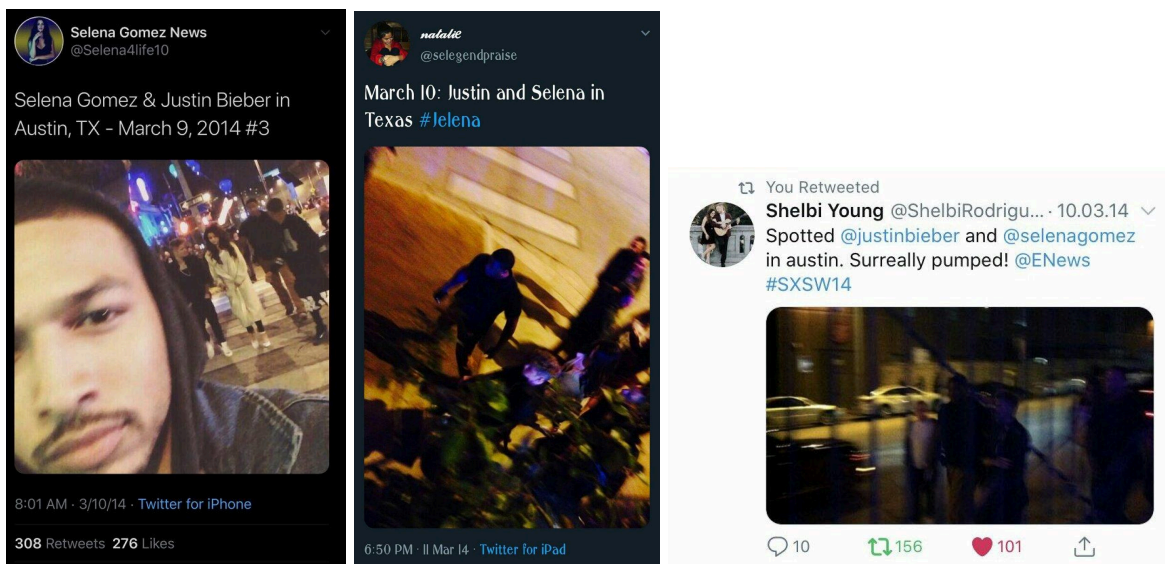 Selena Gomez News
@Selena4life10
Selena Gomez & Justin Bieber in
Austin, TX - March 9, 2014 #3
8:01 AM · 3/10/14 · Twitter for iPhone
308 Retweets 276 Likes
natalie
@selegendpraise
March 10: Justin and Selena in
Texas #Jelena
6:50 PM · 11 Mar 14 · Twitter for iPad
You Retweeted
Shelbi Young @ShelbiRodrigu... · 10.03.14
Spotted @justinbieber and @selenagomez
in austin. Surreally pumped! @ENews
#SXSW14
10 156 101